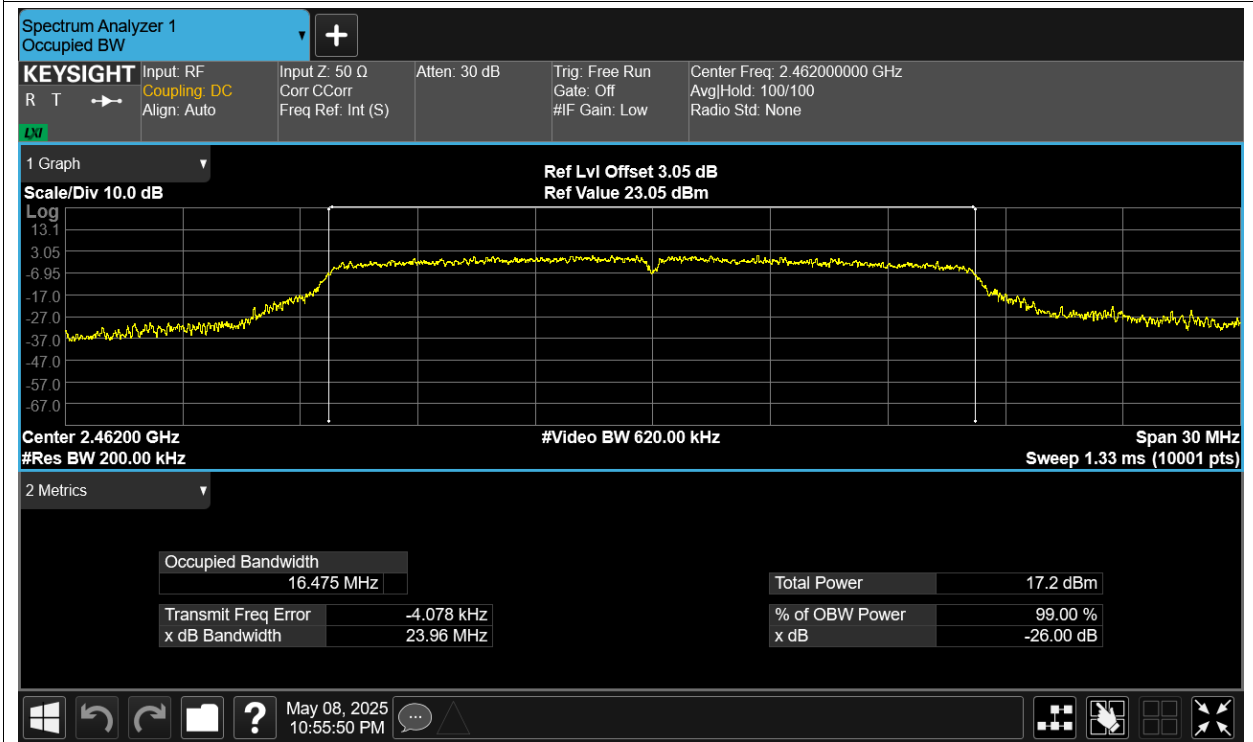 Spectrum Analyzer 1
Occupied BW
KEYSIGHT Input: RF Input Z: 50 Ω Atten: 30 dB Trig: Free Run Center Freq: 2.462000000 GHz
R T Coupling: DC Corr CCorr Gate: Off Avg|Hold: 100/100
Align: Auto Freq Ref: Int (S) #IF Gain: Low Radio Std: None
LXI
1 Graph
Ref Lvl Offset 3.05 dB
Scale/Div 10.0 dB Ref Value 23.05 dBm
Log
13.1
3.05
-6.95
-17.0
-27.0
-37.0
-47.0
-57.0
-67.0
Center 2.46200 GHz #Video BW 620.00 kHz Span 30 MHz
#Res BW 200.00 kHz Sweep 1.33 ms (10001 pts)
2 Metrics
Occupied Bandwidth
16.475 MHz Total Power 17.2 dBm
Transmit Freq Error -4.078 kHz % of OBW Power 99.00 %
x dB Bandwidth 23.96 MHz x dB -26.00 dB
? May 08, 2025
10:55:50 PM